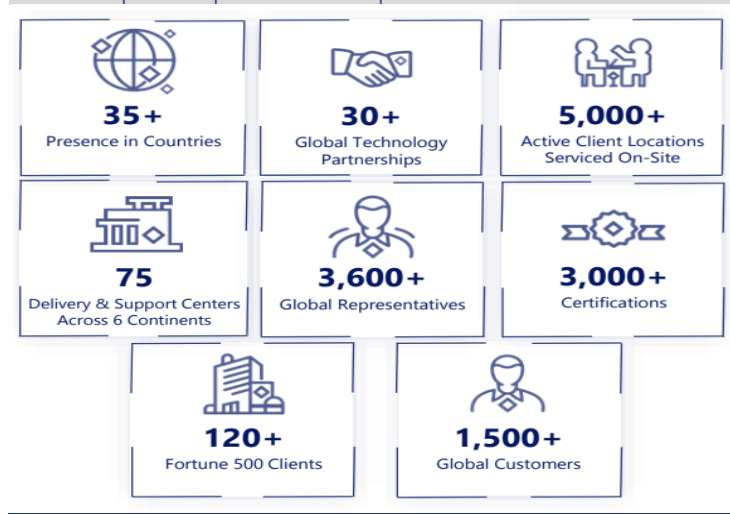 35+
Presence in Countries
30+
Global Technology
Partnerships
5,000+
Active Client Locations
Serviced On-Site
75
Delivery & Support Centers
Across 6 Continents
3,600+
Global Representatives
3,000+
Certifications
120+
Fortune 500 Clients
1,500+
Global Customers